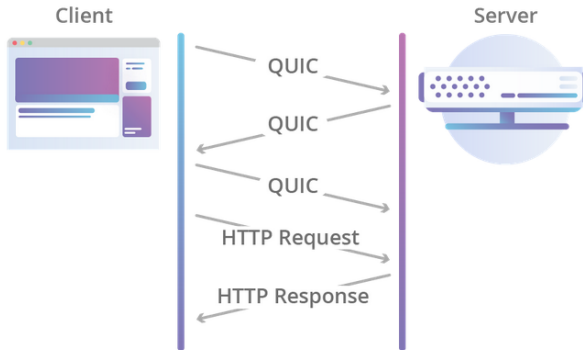 Client
Server
QUIC
QUIC
QUIC
HTTP Request
HTTP Response